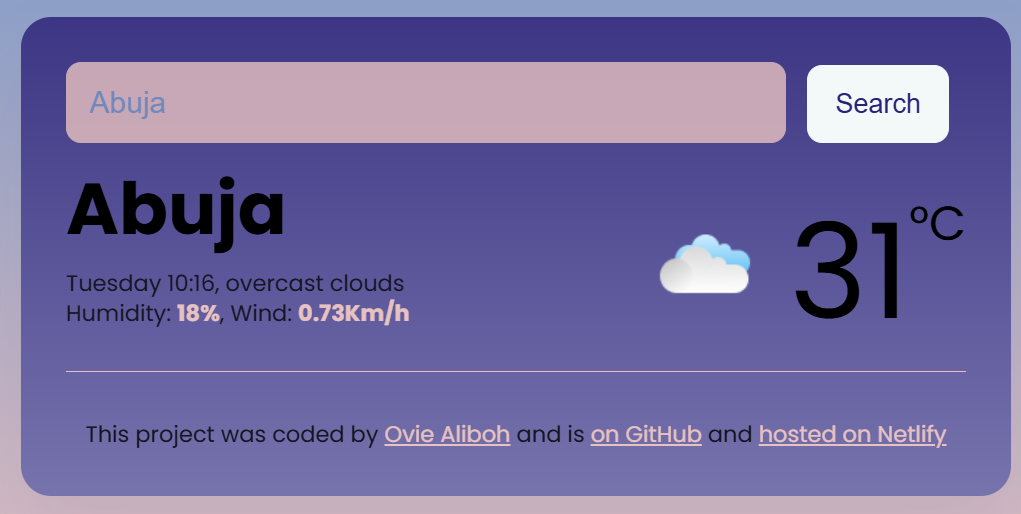 Abuja
Search
Abuja
Tuesday 10:16, overcast clouds
Humidity: 18%, Wind: 0.73Km/h
31°C
This project was coded by Ovie Aliboh and is on GitHub and hosted on Netlify